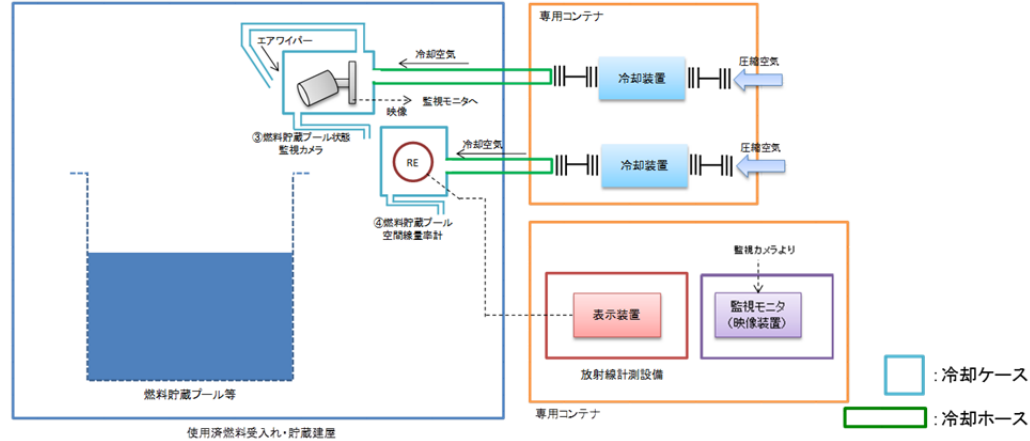 専用コンテナ
エアワイパー
冷却空気
冷却装置
圧縮空気
監視モニタへ
映像
③燃料貯蔵プール状態
監視カメラ
冷却空気
RE
冷却装置
圧縮空気
④燃料貯蔵プール
空間線量率計
監視カメラより
表示装置
監視モニタ
(映像装置)
放射線計測設備
燃料貯蔵プール等
専用コンテナ
使用済燃料受入れ・貯蔵建屋
:冷却ケース
:冷却ホース